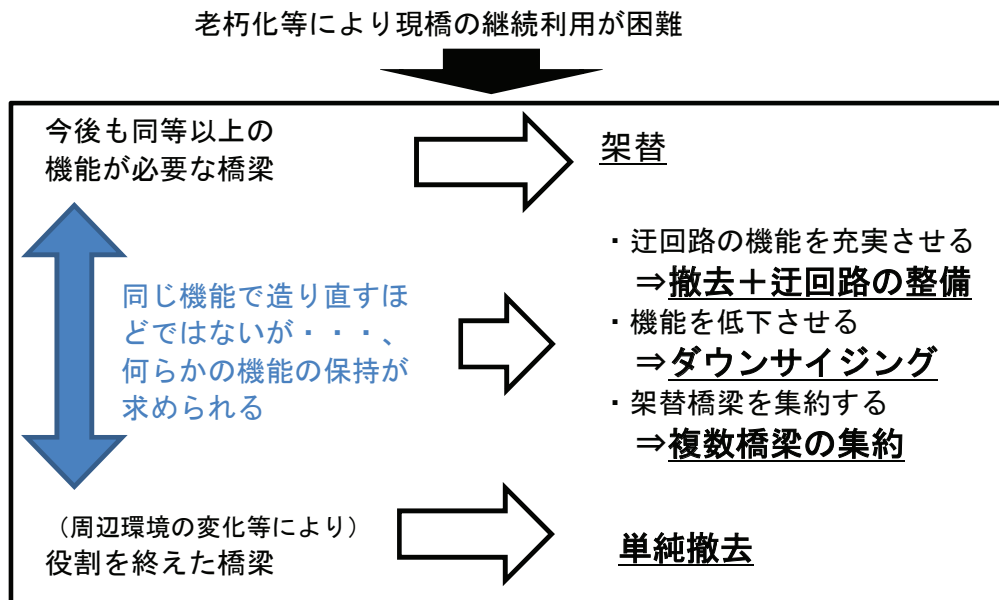 老朽化等により現橋の継続利用が困難
今後も同等以上の
機能が必要な橋梁
架替
同じ機能で造り直すほ
どではないが・・・、
何らかの機能の保持が
求められる
・迂回路の機能を充実させる
⇒撤去＋迂回路の整備
・機能を低下させる
⇒ダウンサイジング
・架替橋梁を集約する
⇒複数橋梁の集約
（周辺環境の変化等により）
役割を終えた橋梁
単純撤去